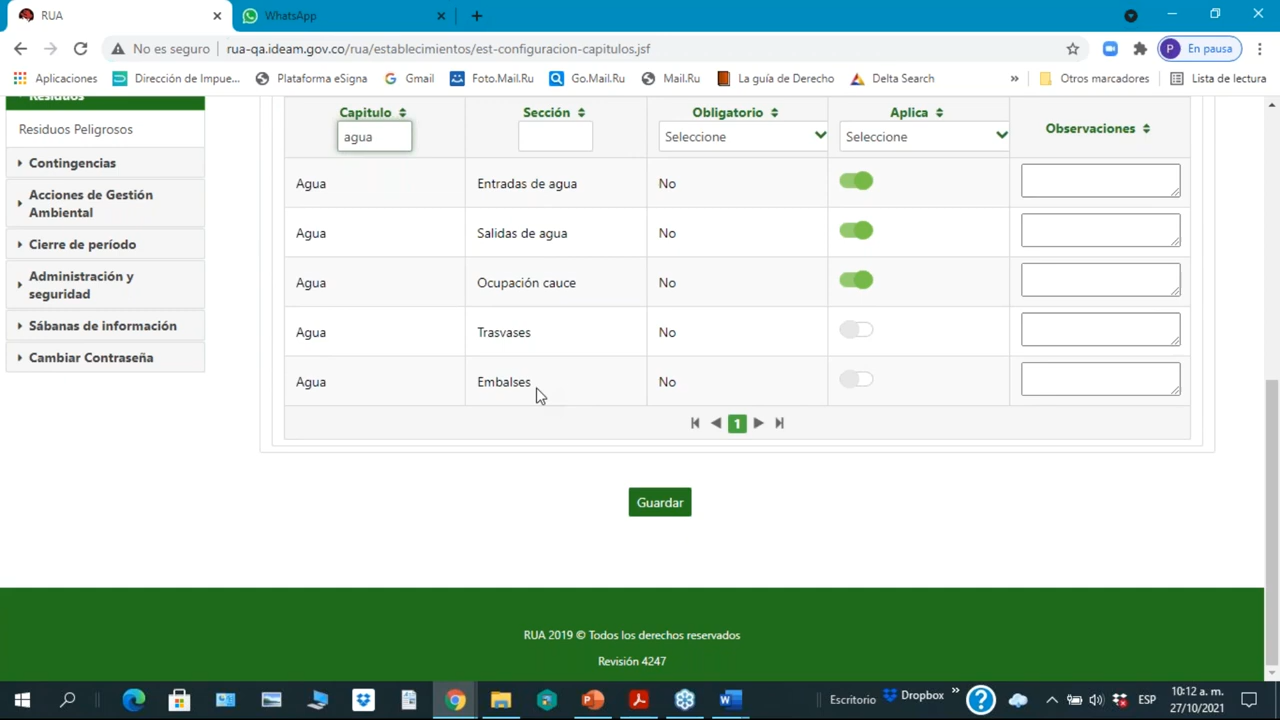 RUA
WhatsApp
No es seguro
rua-qa.ideam.gov.co/rua/establecimientos/est-configuracion-capitulos.jsf
P En pausa
Aplicaciones
Dirección de Impue...
Plataforma eSigna
Gmail
Foto.Mail.Ru
Go.Mail.Ru
Mail.Ru
La guía de Derecho
Delta Search
»
Otros marcadores
Lista de lectura
Residuos
Residuos Peligrosos
Contingencias
Acciones de Gestión
Ambiental
Cierre de período
Administración y
seguridad
Sábanas de información
Cambiar Contraseña
Capitulo Sección Obligatorio Aplica Observaciones
agua Seleccione Seleccione
Agua Entradas de agua No
Agua Salidas de agua No
Agua Ocupación cauce No
Agua Trasvases No
Agua Embalses No
1
Guardar
RUA 2019 © Todos los derechos reservados
Revisión 4247
Escritorio
Dropbox
»
ESP
10:12 a. m.
27/10/2021